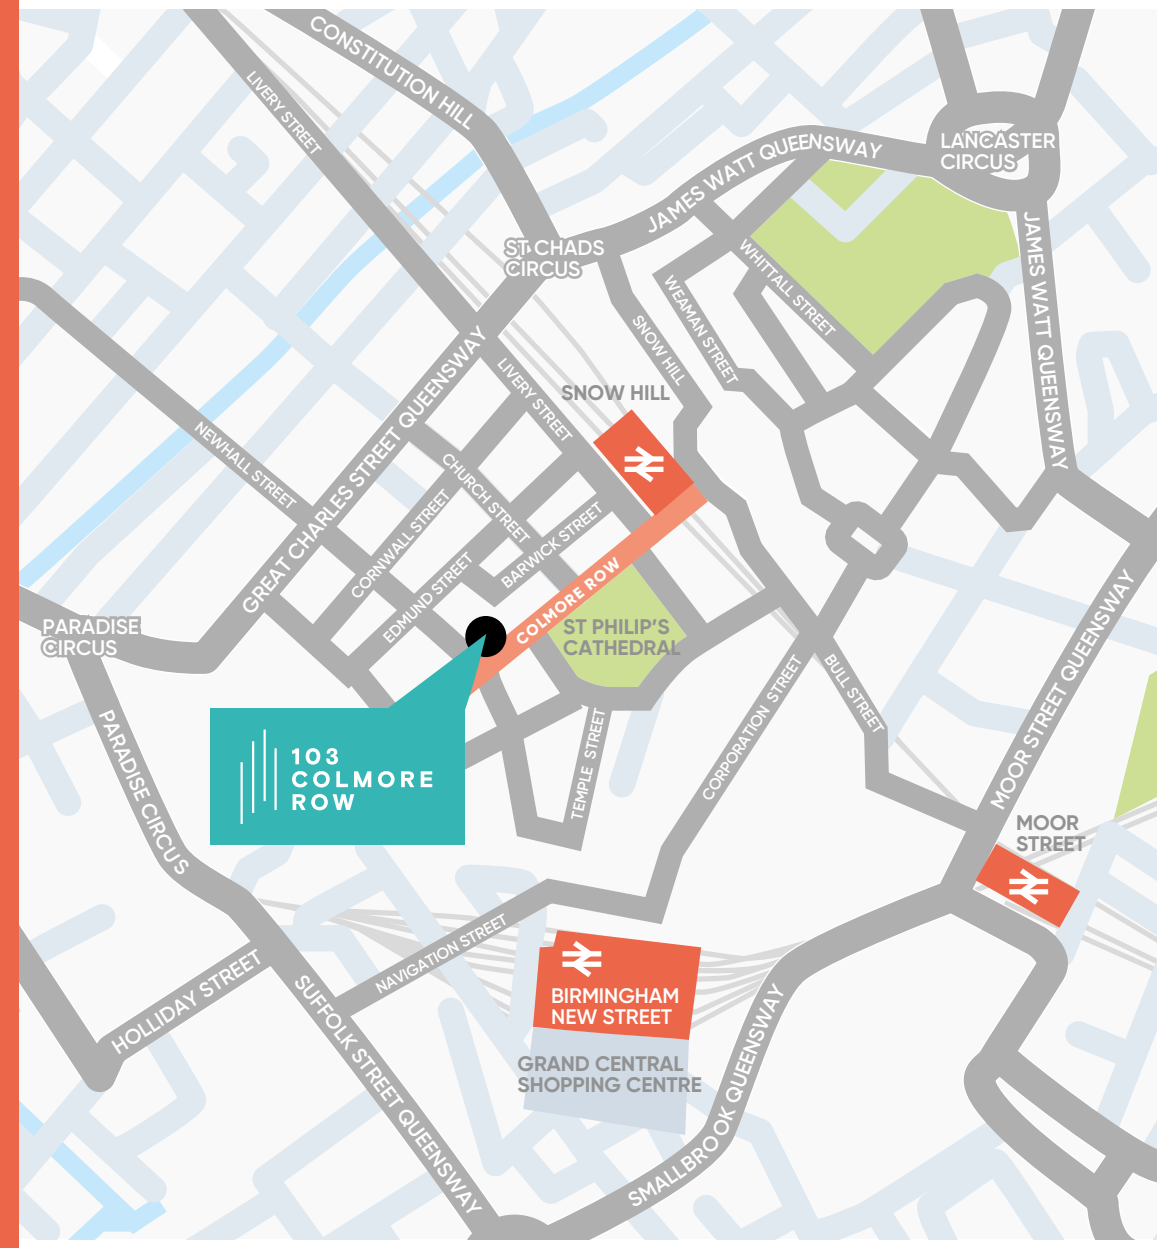 CONSTITUTION HILL
LIVERY STREET
LANCASTER
CIRCUS
JAMES WATT QUEENSWAY
ST CHADS
CIRCUS
JAMES WATT QUEENSWAY
WHITTALL STREET
WEAMAN STREET
SNOW HILL
LIVERY STREET
SNOW HILL
NEWHALL STREET
GREAT CHARLES STREET QUEENSWAY
CHURCH STREET
CORNWALL STREET
BARWICK STREET
EDMUND STREET
COLMORE ROW
PARADISE
CIRCUS
ST PHILIP'S
CATHEDRAL
BULL STREET
CORPORATION STREET
MOOR STREET QUEENSWAY
TEMPLE STREET
PARADISE CIRCUS
103
COLMORE
ROW
MOOR
STREET
NAVIGATION STREET
HOLLIDAY STREET
SUFFOLK STREET QUEENSWAY
BIRMINGHAM
NEW STREET
GRAND CENTRAL
SHOPPING CENTRE
SMALLBROOK QUEENSWAY